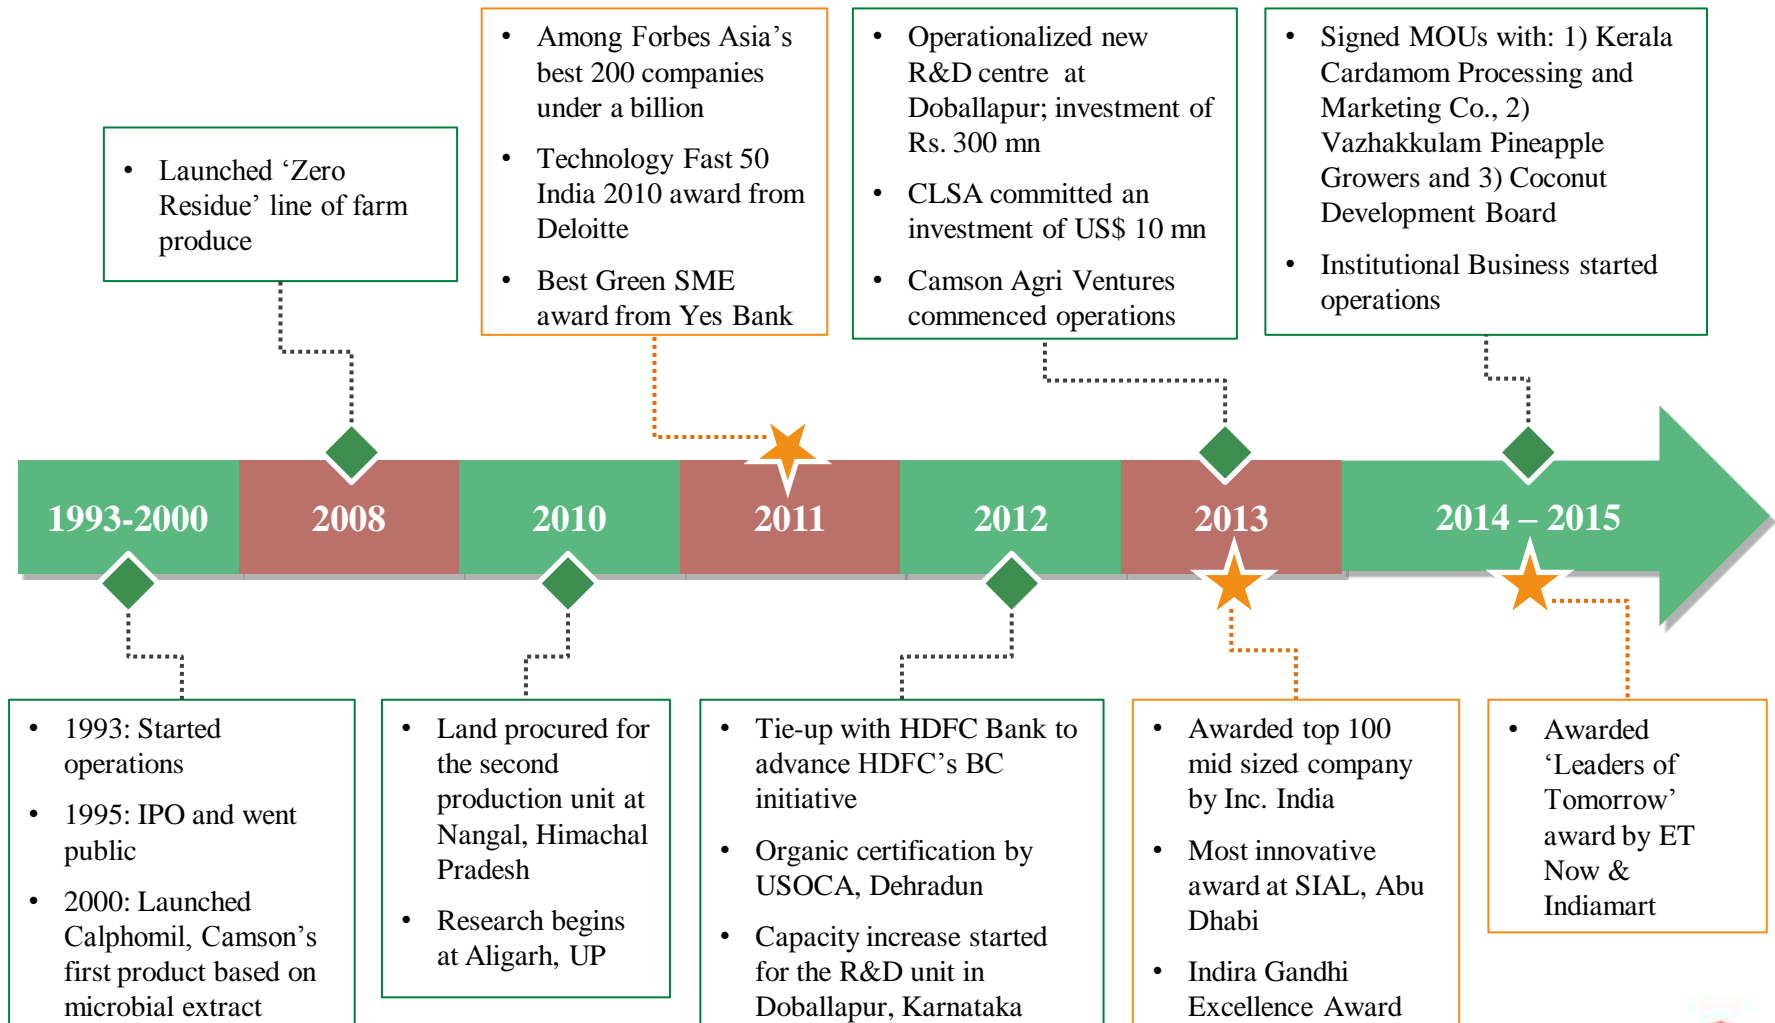 • Launched ‘Zero
Residue’ line of farm
produce
• Among Forbes Asia’s
best 200 companies
under a billion
• Technology Fast 50
India 2010 award from
Deloitte
• Best Green SME
award from Yes Bank
• Operationalized new
R&D centre at
Doballapur; investment of
Rs. 300 mn
• CLSA committed an
investment of US$ 10 mn
• Camson Agri Ventures
commenced operations
• Signed MOUs with: 1) Kerala
Cardamom Processing and
Marketing Co., 2)
Vazhakkulam Pineapple
Growers and 3) Coconut
Development Board
• Institutional Business started
operations
1993-2000
2008
2010
2011
2012
2013
2014 – 2015
• 1993: Started
operations
• 1995: IPO and went
public
• 2000: Launched
Calphomil, Camson’s
first product based on
microbial extract
• Land procured for
the second
production unit at
Nangal, Himachal
Pradesh
• Research begins
at Aligarh, UP
• Tie-up with HDFC Bank to
advance HDFC’s BC
initiative
• Organic certification by
USOCA, Dehradun
• Capacity increase started
for the R&D unit in
Doballapur, Karnataka
• Awarded top 100
mid sized company
by Inc. India
• Most innovative
award at SIAL, Abu
Dhabi
• Indira Gandhi
Excellence Award
• Awarded
‘Leaders of
Tomorrow’
award by ET
Now &
Indiamart